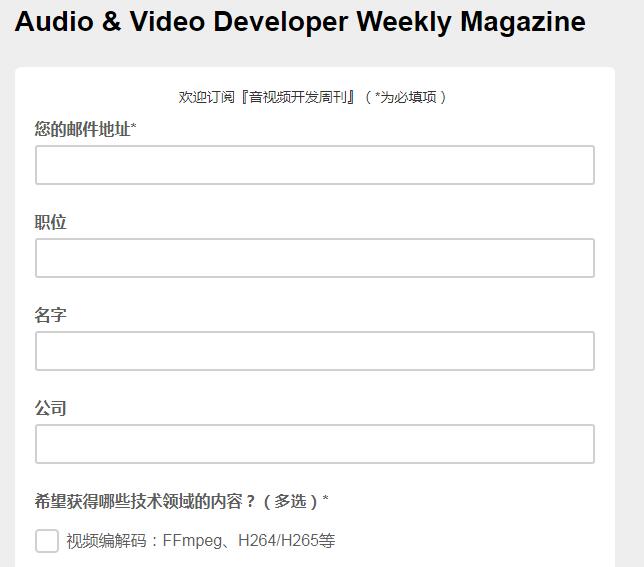 Audio & Video Developer Weekly Magazine
欢迎订阅『音视频开发周刊』（*为必填项）
您的邮件地址*
职位
名字
公司
希望获得哪些技术领域的内容？（多选）*
视频编解码：FFmpeg、H264/H265等